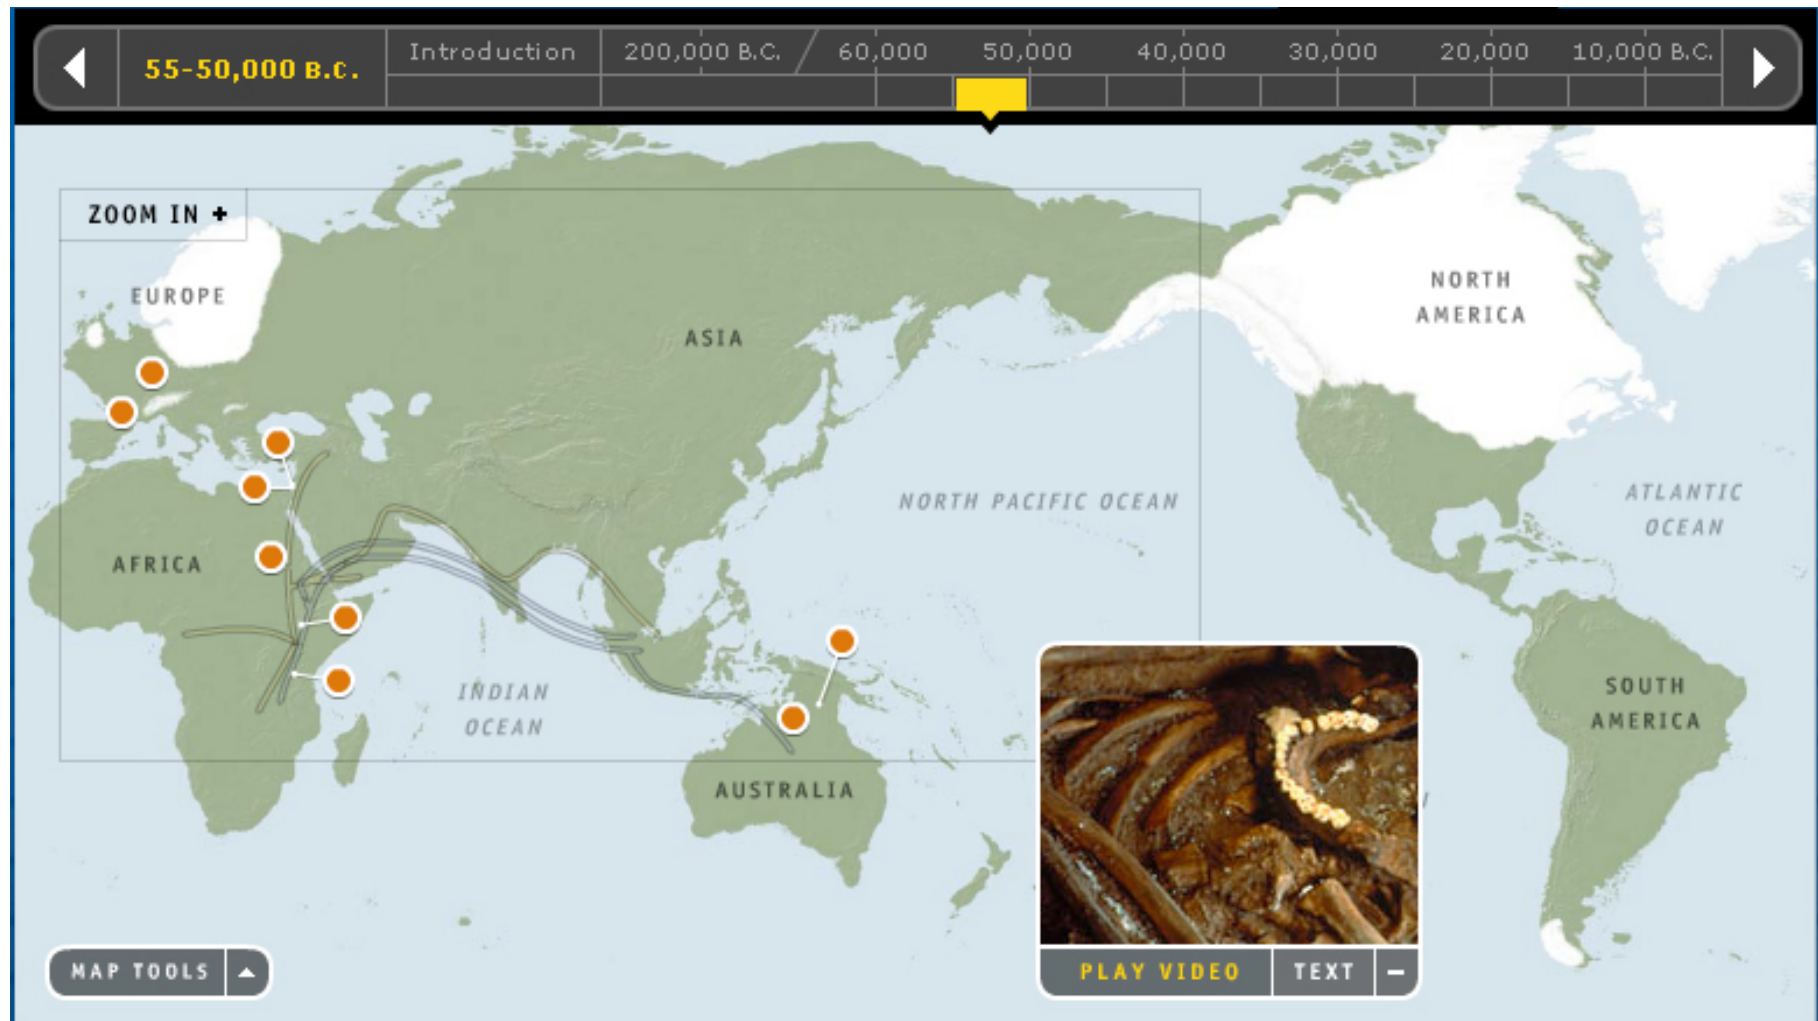 55-50,000 B.C.
Introduction
200,000 B.C.
60,000
50,000
40,000
30,000
20,000
10,000 B.C.
ZOOM IN +
EUROPE
ASIA
NORTH
AMERICA
NORTH PACIFIC OCEAN
ATLANTIC
OCEAN
AFRICA
INDIAN
OCEAN
SOUTH
AMERICA
AUSTRALIA
MAP TOOLS
PLAY VIDEO
TEXT